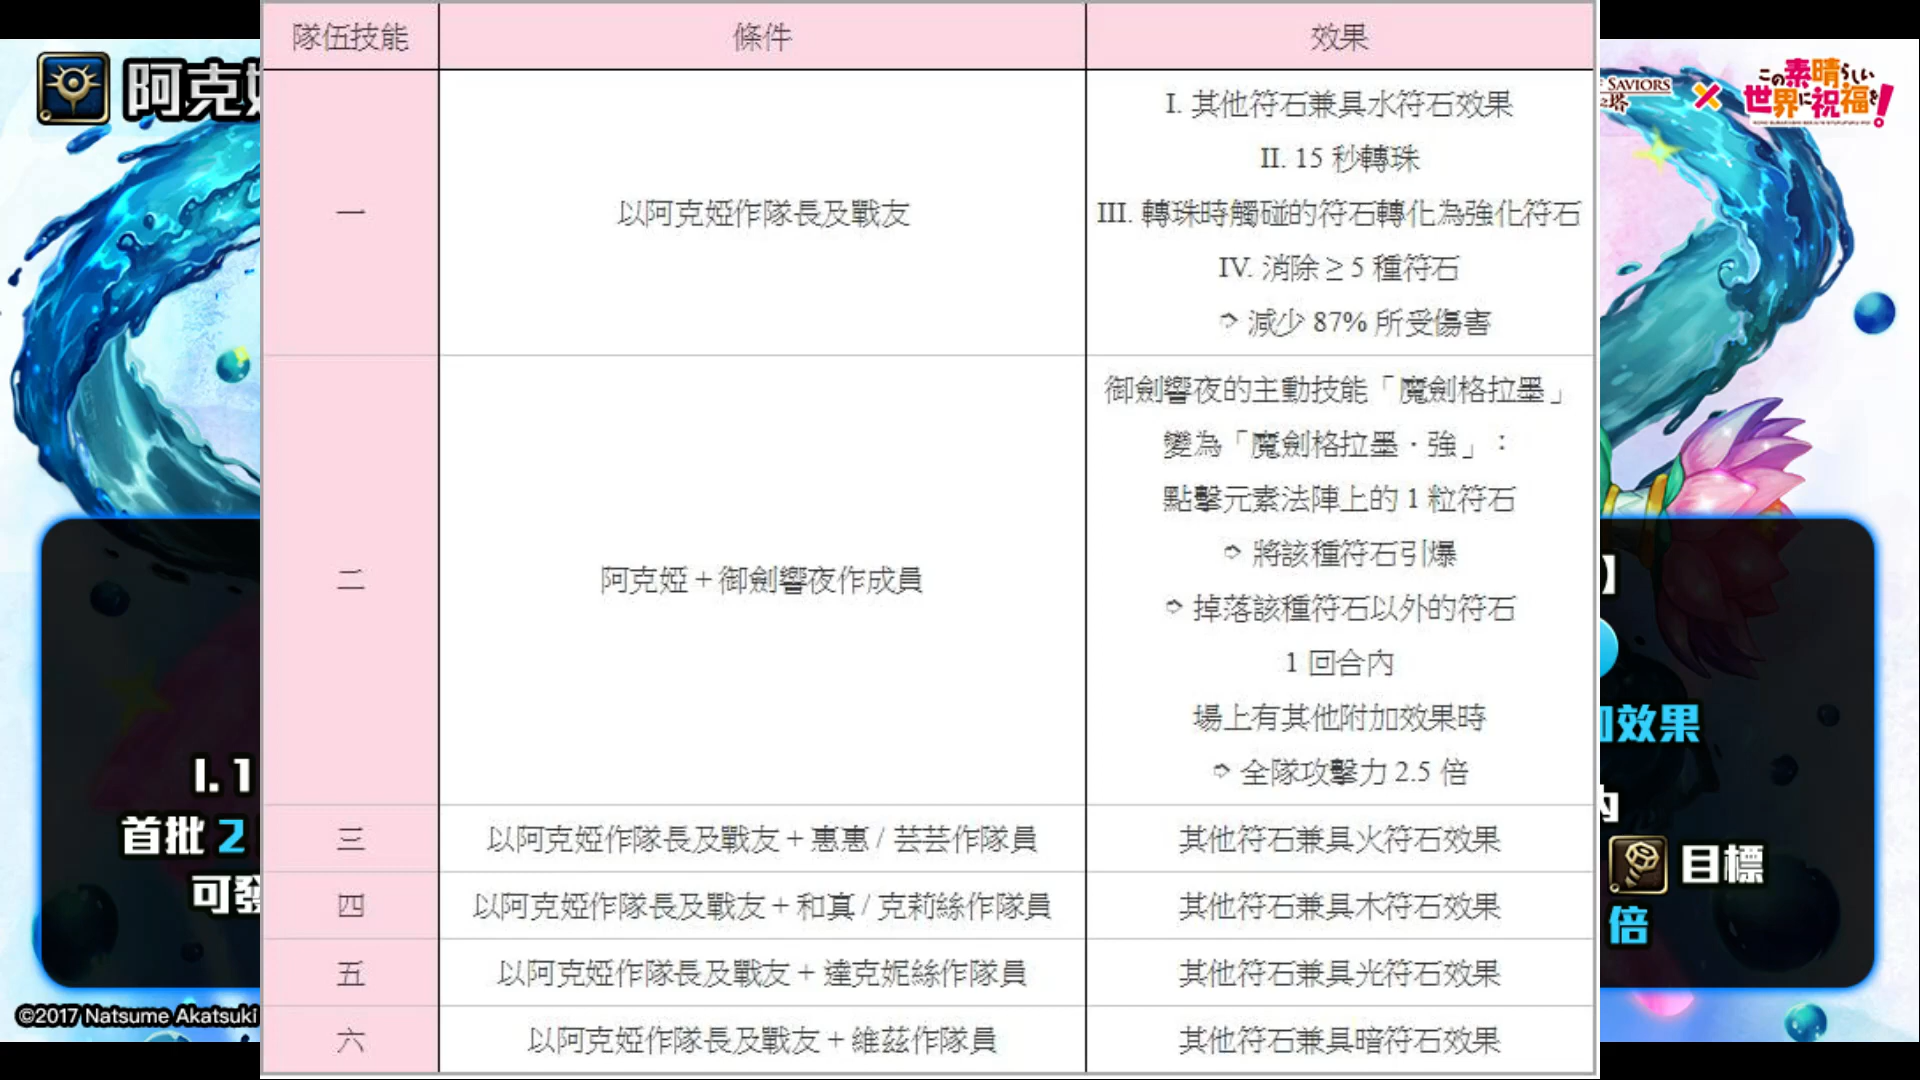 阿克
SAVIORS
之塔
この素晴らしい
世界に祝福を!
隊伍技能
條件
效果
一
以阿克婭作隊長及戰友
I. 其他符石兼具水符石效果
II. 15 秒轉珠
III. 轉珠時觸碰的符石轉化為強化符石
IV. 消除 ≥ 5 種符石
➩ 減少 87% 所受傷害
二
阿克婭 + 御劍響夜作成員
御劍響夜的主動技能「魔劍格拉墨」
變為「魔劍格拉墨．強」：
點擊元素法陣上的 1 粒符石
➩ 將該種符石引爆
➩ 掉落該種符石以外的符石
1 回合內
場上有其他附加效果時
➩ 全隊攻擊力 2.5 倍
三
以阿克婭作隊長及戰友 + 惠惠 / 芸芸作隊員
其他符石兼具火符石效果
四
以阿克婭作隊長及戰友 + 和真 / 克莉絲作隊員
其他符石兼具木符石效果
五
以阿克婭作隊長及戰友 + 達克妮絲作隊員
其他符石兼具光符石效果
六
以阿克婭作隊長及戰友 + 維茲作隊員
其他符石兼具暗符石效果
I. 1
首批 2
可發
】
加效果
內
目標
倍
©2017 Natsume Akatsuki